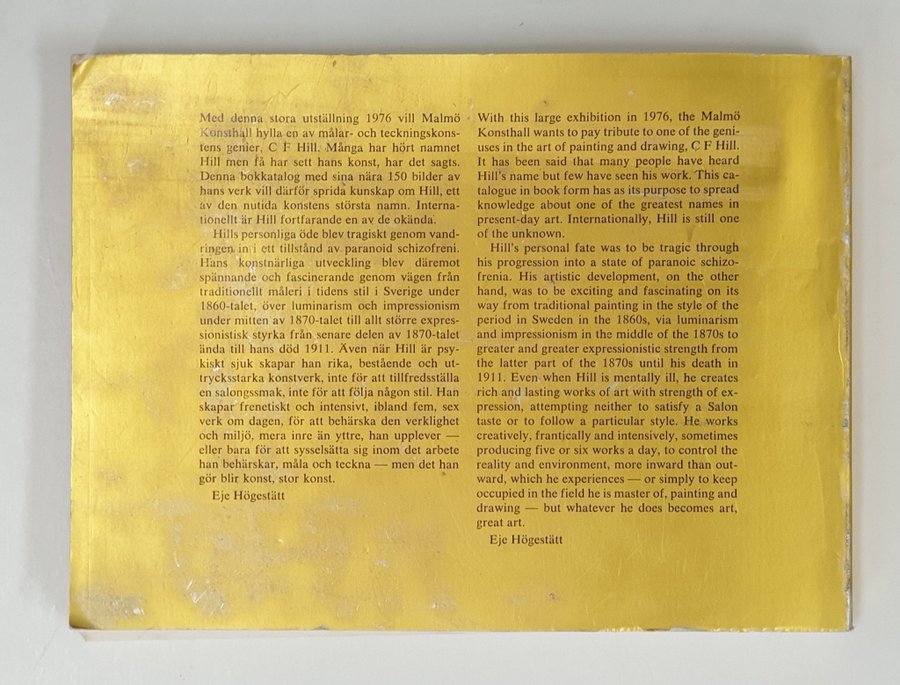 Med denna stora utställning 1976 vill Malmö
Konsthall hylla en av målar- och teckningskons-
tens genier, C F Hill. Många har hört namnet
Hill men få har sett hans konst, har det sagts.
Denna bokkatalog med sina nära 150 bilder av
hans verk vill därför sprida kunskap om Hill, ett
av den nutida konstens största namn. Interna-
tionellt är Hill fortfarande en av de okända.
Hills personliga öde blev tragiskt genom vand-
ringen in i ett tillstånd av paranoid schizofreni.
Hans konstnärliga utveckling blev däremot
spännande och fascinerande genom vägen från
traditionellt måleri i tidens stil i Sverige under
1860-talet, över luminarism och impressionism
under mitten av 1870-talet till allt större expres-
sionistisk styrka från senare delen av 1870-talet
ända till hans död 1911. Även när Hill är psy-
kiskt sjuk skapar han rika, bestående och ut-
trycksstarka konstverk, inte för att tillfredsställa
en salongssmak, inte för att följa någon stil. Han
skapar frenetiskt och intensivt, ibland fem, sex
verk om dagen, för att behärska den verklighet
och miljö, mera inre än yttre, han upplever —
eller bara för att sysselsätta sig inom det arbete
han behärskar, måla och teckna — men det han
gör blir konst, stor konst.
Eje Högestätt
With this large exhibition in 1976, the Malmö
Konsthall wants to pay tribute to one of the geni-
uses in the art of painting and drawing, C F Hill.
It has been said that many people have heard
Hill's name but few have seen his work. This ca-
talogue in book form has as its purpose to spread
knowledge about one of the greatest names in
present-day art. Internationally, Hill is still one
of the unknown.
Hill's personal fate was to be tragic through
his progression into a state of paranoic schizo-
frenia. His artistic development, on the other
hand, was to be exciting and fascinating on its
way from traditional painting in the style of the
period in Sweden in the 1860s, via luminarism
and impressionism in the middle of the 1870s to
greater and greater expressionistic strength from
the latter part of the 1870s until his death in
1911. Even when Hill is mentally ill, he creates
rich and lasting works of art with strength of ex-
pression, attempting neither to satisfy a Salon
taste or to follow a particular style. He works
creatively, frantically and intensively, sometimes
producing five or six works a day, to control the
reality and environment, more inward than out-
ward, which he experiences — or simply to keep
occupied in the field he is master of, painting and
drawing — but whatever he does becomes art,
great art.
Eje Högestätt